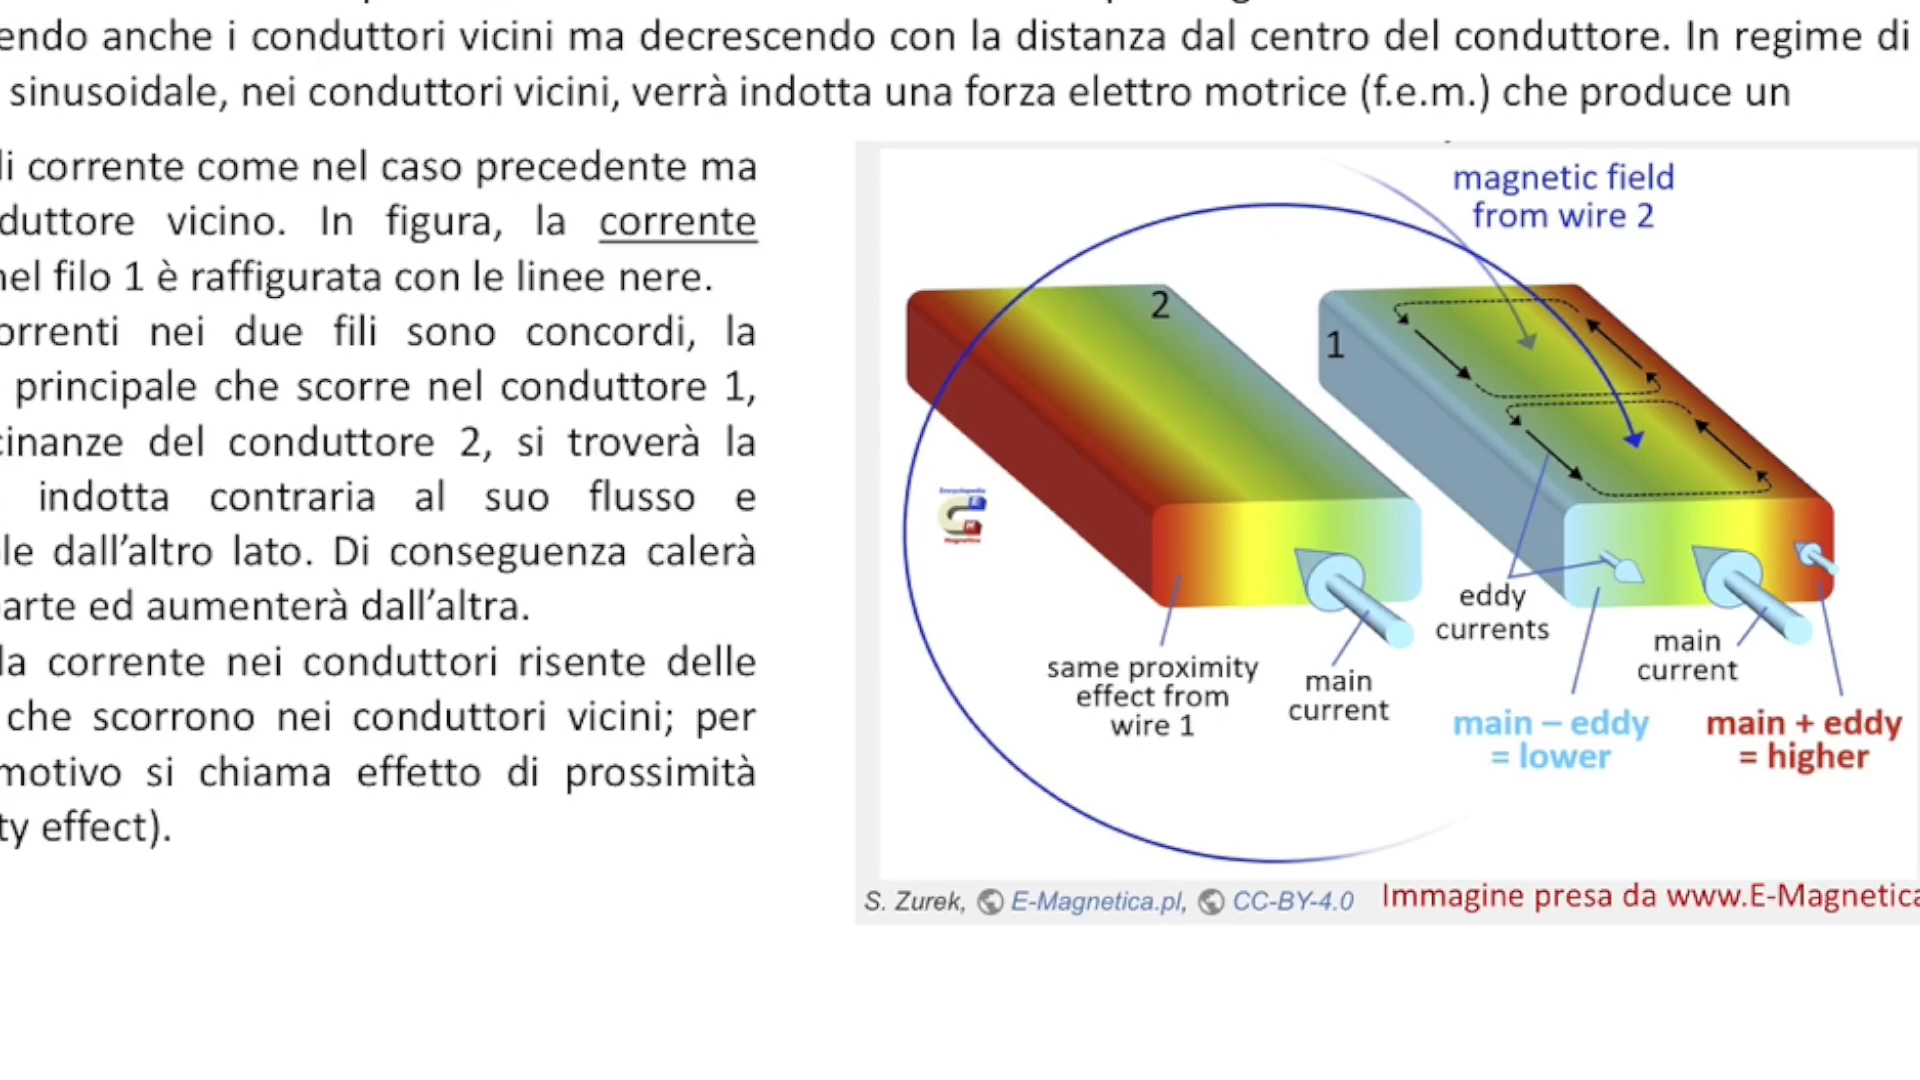 endo anche i conduttori vicini ma decrescendo con la distanza dal centro del conduttore. In regime di
sinusoidale, nei conduttori vicini, verrà indotta una forza elettro motrice (f.e.m.) che produce un
di corrente come nel caso precedente ma
duttore vicino. In figura, la corrente
nel filo 1 è raffigurata con le linee nere.
orrenti nei due fili sono concordi, la
principale che scorre nel conduttore 1,
cinanze del conduttore 2, si troverà la
indotta contraria al suo flusso e
le dall'altro lato. Di conseguenza calerà
arte ed aumenterà dall'altra.
la corrente nei conduttori risente delle
che scorrono nei conduttori vicini; per
motivo si chiama effetto di prossimità
ty effect).
magnetic field
from wire 2
2
1
Encyclopedia
Magnetica
eddy
currents
same proximity
effect from
wire 1
main
current
main
current
main – eddy
= lower
main + eddy
= higher
S. Zurek, E-Magnetica.pl, CC-BY-4.0
Immagine presa da www.E-Magnetica